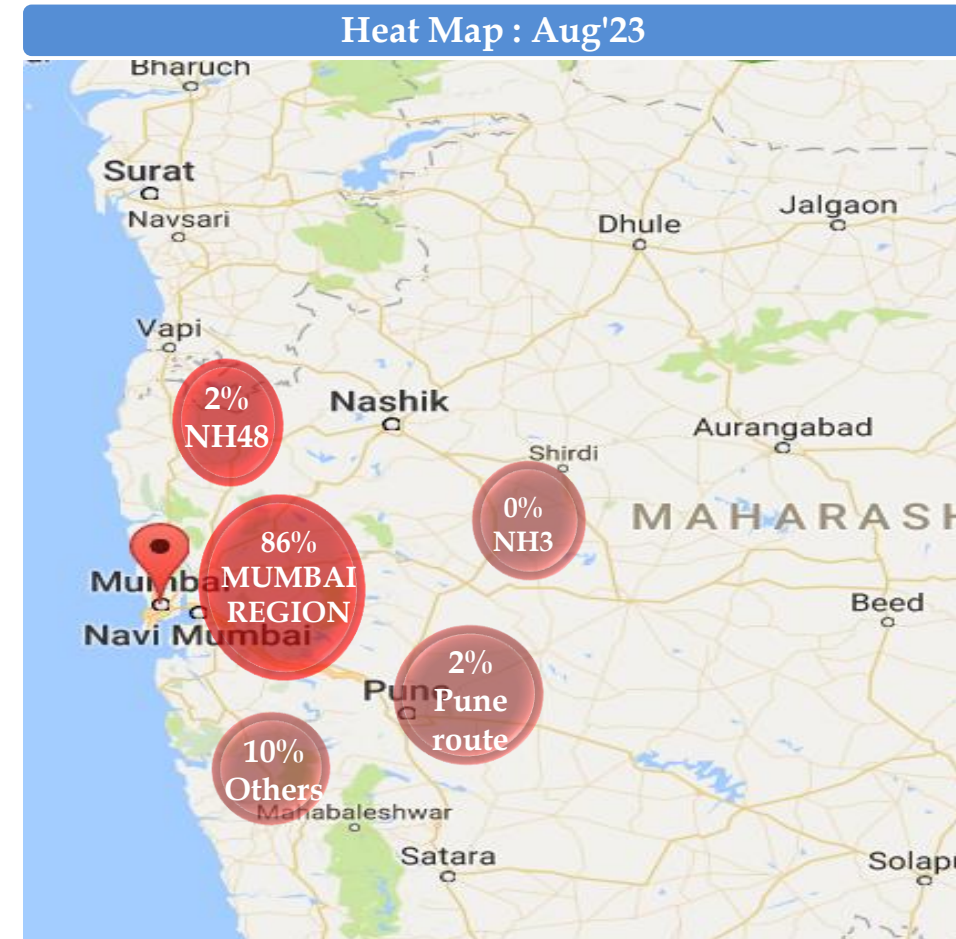 Heat Map : Aug'23
Bharuch
Surat
Navsari
Dhule
Jalgaon
Vapi
2%
NH48
Nashik
Aurangabad
Shirdi
0%
NH3
MAHARASH
86%
MUMBAI
REGION
Mumbai
Navi Mumbai
Beed
2%
Pune
route
Pune
10%
Others
Mahabaleshwar
Satara
Solapu